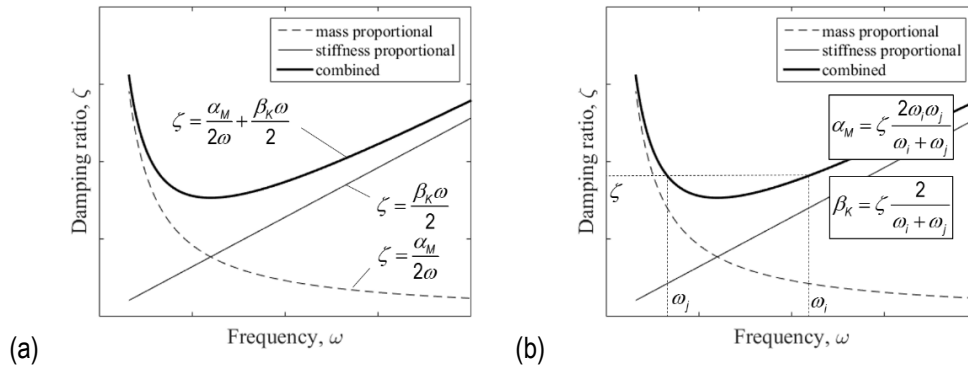 mass proportional
stiffness proportional
combined
ζ = α_M/2ω + β_Kω/2
ζ = β_Kω/2
ζ = α_M/2ω
Damping ratio, ζ
Frequency, ω
(a)
mass proportional
stiffness proportional
combined
α_M = ζ 2ω_iω_j/(ω_i + ω_j)
β_K = ζ 2/(ω_i + ω_j)
ζ
ω_j
ω_i
Damping ratio, ζ
Frequency, ω
(b)